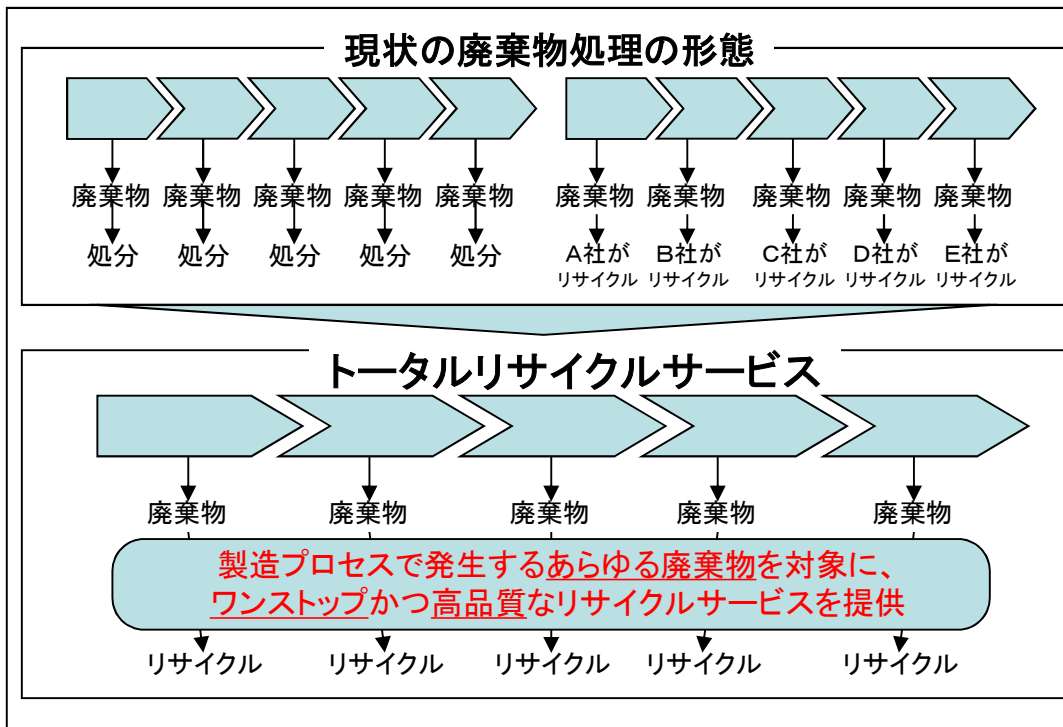 現状の廃棄物処理の形態
廃棄物 廃棄物 廃棄物 廃棄物 廃棄物
処分 処分 処分 処分 処分
廃棄物 廃棄物 廃棄物 廃棄物 廃棄物
A社が B社が C社が D社が E社が
リサイクル リサイクル リサイクル リサイクル リサイクル
トータルリサイクルサービス
廃棄物 廃棄物 廃棄物 廃棄物 廃棄物
製造プロセスで発生するあらゆる廃棄物を対象に、
ワンストップかつ高品質なリサイクルサービスを提供
リサイクル リサイクル リサイクル リサイクル リサイクル